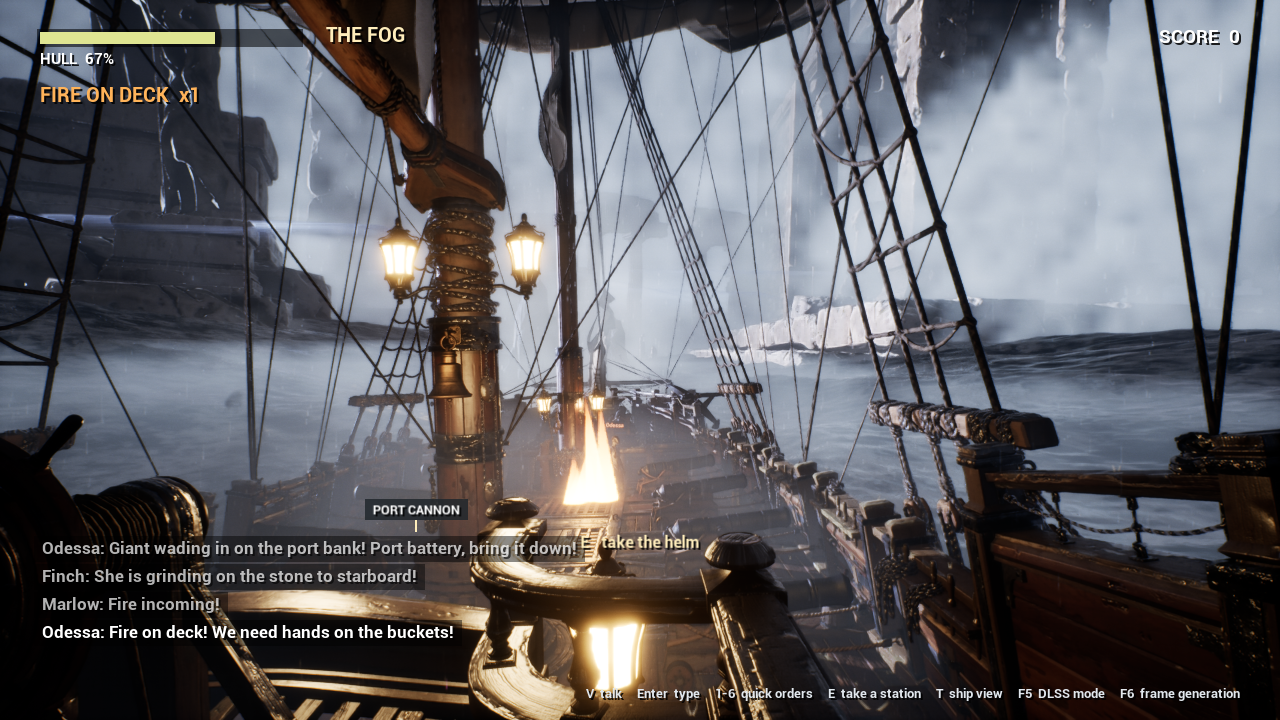 THE FOG
SCORE 0
HULL 67%
FIRE ON DECK x1
Odessa
PORT CANNON
Odessa: Giant wading in on the port bank! Port battery, bring it down!
E take the helm
Finch: She is grinding on the stone to starboard!
Marlow: Fire incoming!
Odessa: Fire on deck! We need hands on the buckets!
V talk Enter type 1-6 quick orders E take a station T ship view F5 DLSS mode F6 frame generation